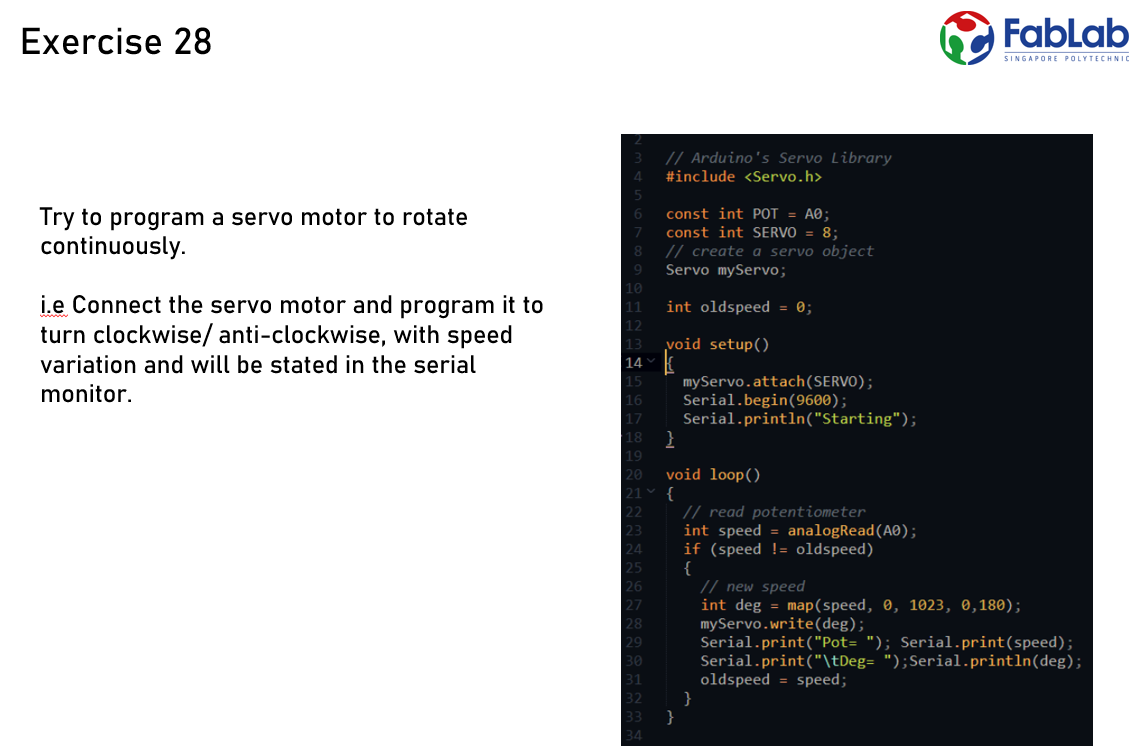 Exercise 28
FabLab
SINGAPORE POLYTECHNIC
Try to program a servo motor to rotate
continuously.
i.e Connect the servo motor and program it to
turn clockwise/ anti-clockwise, with speed
variation and will be stated in the serial
monitor.
2
3 // Arduino's Servo Library
4 #include <Servo.h>
5
6 const int POT = A0;
7 const int SERVO = 8;
8 // create a servo object
9 Servo myServo;
10
11 int oldspeed = 0;
12
13 void setup()
14 {
15 myServo.attach(SERVO);
16 Serial.begin(9600);
17 Serial.println("Starting");
18 }
19
20 void loop()
21 {
22 // read potentiometer
23 int speed = analogRead(A0);
24 if (speed != oldspeed)
25 {
26 // new speed
27 int deg = map(speed, 0, 1023, 0,180);
28 myServo.write(deg);
29 Serial.print("Pot= "); Serial.print(speed);
30 Serial.print("\tDeg= ");Serial.println(deg);
31 oldspeed = speed;
32 }
33 }
34